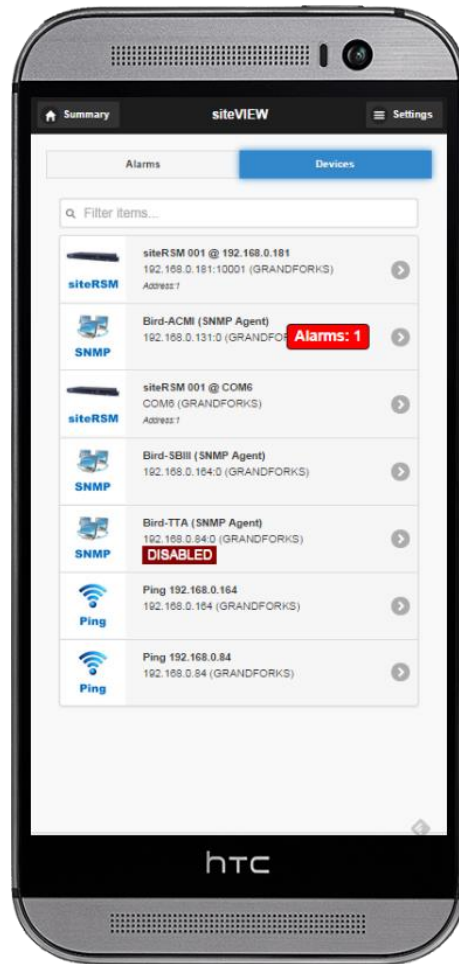 Summary
siteVIEW
Settings
Alarms
Devices
Filter items...
siteRSM
siteRSM 001 @ 192.168.0.181
192.168.0.181:10001 (GRANDFORKS)
Address:1
SNMP
Bird-ACMI (SNMP Agent)
192.168.0.131:0 (GRANDFO
Alarms: 1
siteRSM
siteRSM 001 @ COM6
COM6 (GRANDFORKS)
Address:1
SNMP
Bird-SBIII (SNMP Agent)
192.168.0.164:0 (GRANDFORKS)
SNMP
Bird-TTA (SNMP Agent)
192.168.0.84:0 (GRANDFORKS)
DISABLED
Ping
Ping 192.168.0.164
192.168.0.164 (GRANDFORKS)
Ping
Ping 192.168.0.84
192.168.0.84 (GRANDFORKS)
hTC